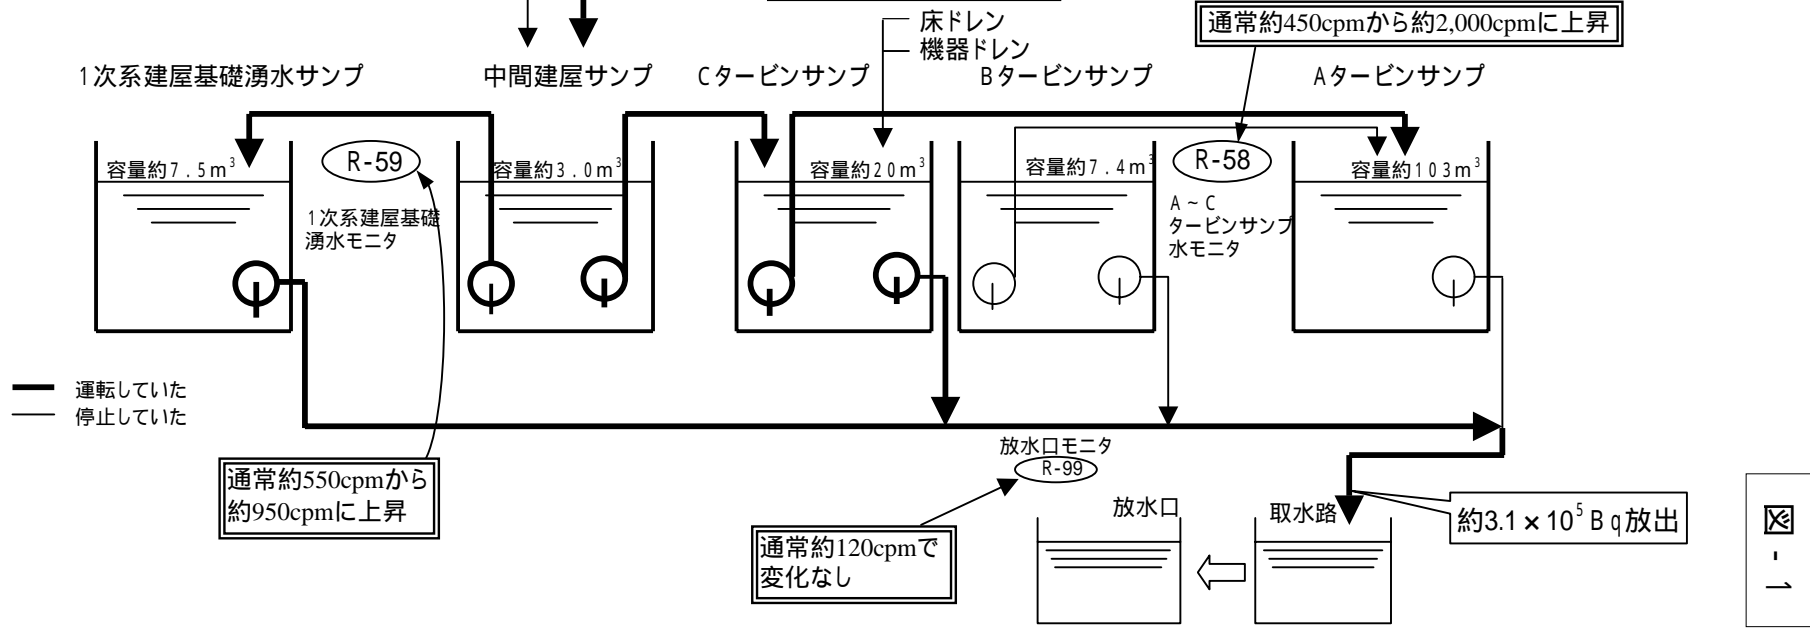 床ドレン
機器ドレン
通常約450cpmから約2,000cpmに上昇
1次系建屋基礎湧水サンプ
中間建屋サンプ
Cタービンサンプ
Bタービンサンプ
Aタービンサンプ
容量約7.5m³
R-59
容量約3.0m³
容量約20m³
容量約7.4m³
R-58
容量約103m³
1次系建屋基礎
湧水モニタ
A~C
タービンサンプ
水モニタ
運転していた
停止していた
通常約550cpmから
約950cpmに上昇
放水口モニタ
R-99
通常約120cpmで
変化なし
放水口
取水路
約3.1×10⁵Bq放出
図-1